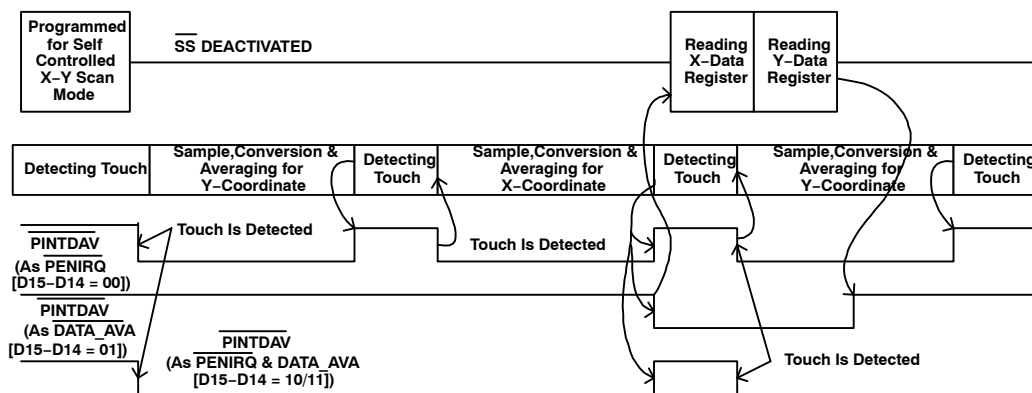 Programmed
for Self
Controlled
X−Y Scan
Mode
SS DEACTIVATED
Reading
X−Data
Register
Reading
Y−Data
Register
Detecting Touch
Sample,Conversion &
Averaging for
Y−Coordinate
Detecting
Touch
Sample,Conversion &
Averaging for
X−Coordinate
Detecting
Touch
Sample,Conversion &
Averaging for
Y−Coordinate
Detecting
Touch
PINTDAV
(As PENIRQ
[D15−D14 = 00])
Touch Is Detected
Touch Is Detected
PINTDAV
(As DATA_AVA
[D15−D14 = 01])
PINTDAV
(As PENIRQ & DATA_AVA
[D15−D14 = 10/11])
Touch Is Detected